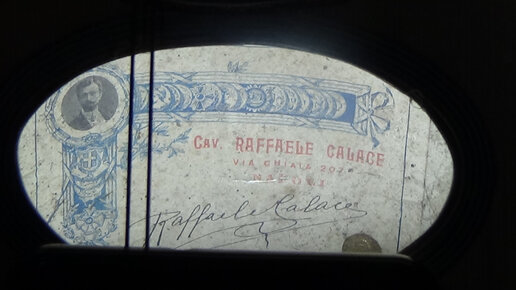 CAV. RAFFAELE CALACE
VIA CHIAIA 207
NAPOLI
Raffaele Calace